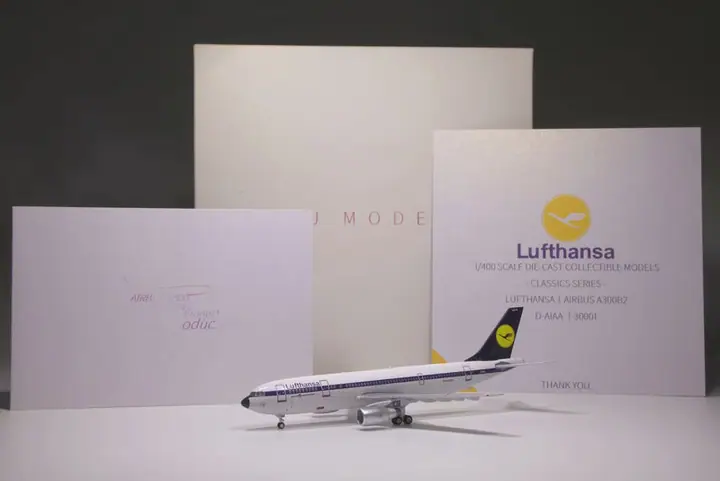 U MODE
Lufthansa
1/400 SCALE DIE-CAST COLLECTIBLE MODELS
CLASSICS SERIES
LUFTHANSA | AIRBUS A300B2
D-AIAA | 30001
THANK YOU
Lufthansa